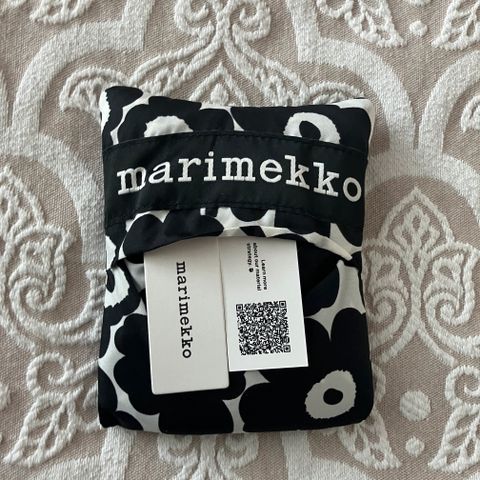 marimekko
marimekko
Learn more
about our material
strategy